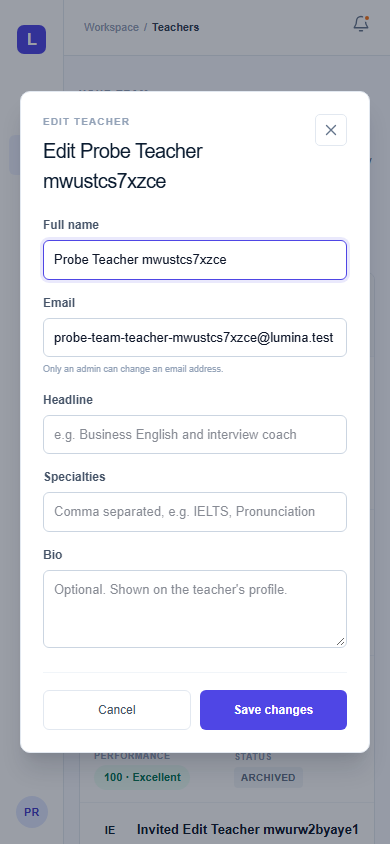 L
Workspace / Teachers
EDIT TEACHER
Edit Probe Teacher
mwustcs7xzce
Full name
Probe Teacher mwustcs7xzce
Email
probe-team-teacher-mwustcs7xzce@lumina.test
Only an admin can change an email address.
Headline
e.g. Business English and interview coach
Specialties
Comma separated, e.g. IELTS, Pronunciation
Bio
Optional. Shown on the teacher's profile.
Cancel
Save changes
PERFORMANCE
STATUS
100 · Excellent
ARCHIVED
PR
IE
Invited Edit Teacher mwurw2byaye1